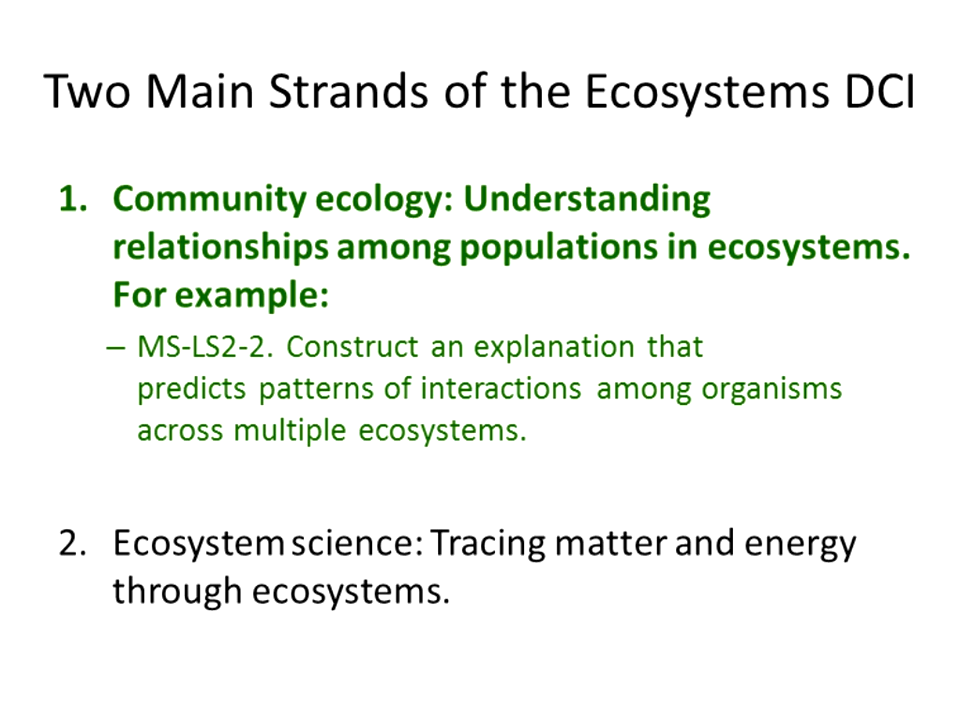 Two Main Strands of the Ecosystems DCI
1. Community ecology: Understanding
relationships among populations in ecosystems.
For example:
– MS-LS2-2. Construct an explanation that
predicts patterns of interactions among organisms
across multiple ecosystems.
2. Ecosystem science: Tracing matter and energy
through ecosystems.